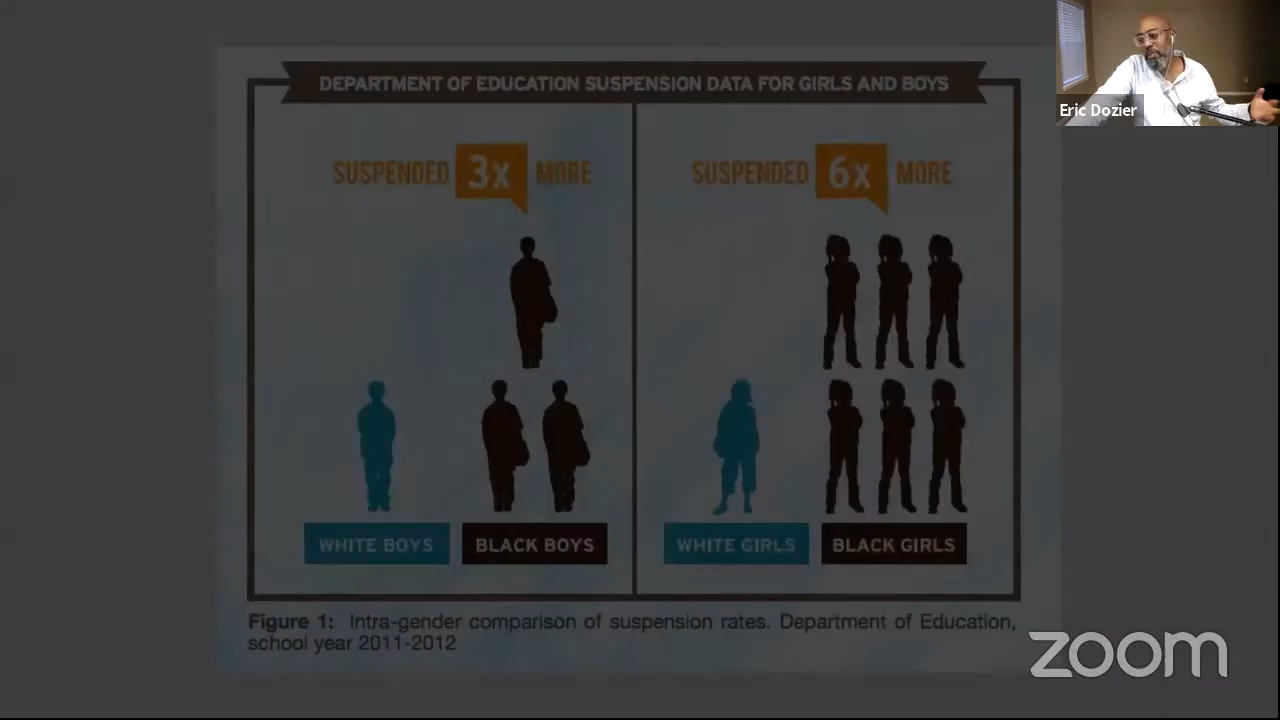 DEPARTMENT OF EDUCATION SUSPENSION DATA FOR GIRLS AND BOYS
SUSPENDED 3x MORE
SUSPENDED 6x MORE
WHITE BOYS
BLACK BOYS
WHITE GIRLS
BLACK GIRLS
Figure 1: Intra-gender comparison of suspension rates. Department of Education,
school year 2011-2012
Eric Dozier
zoom